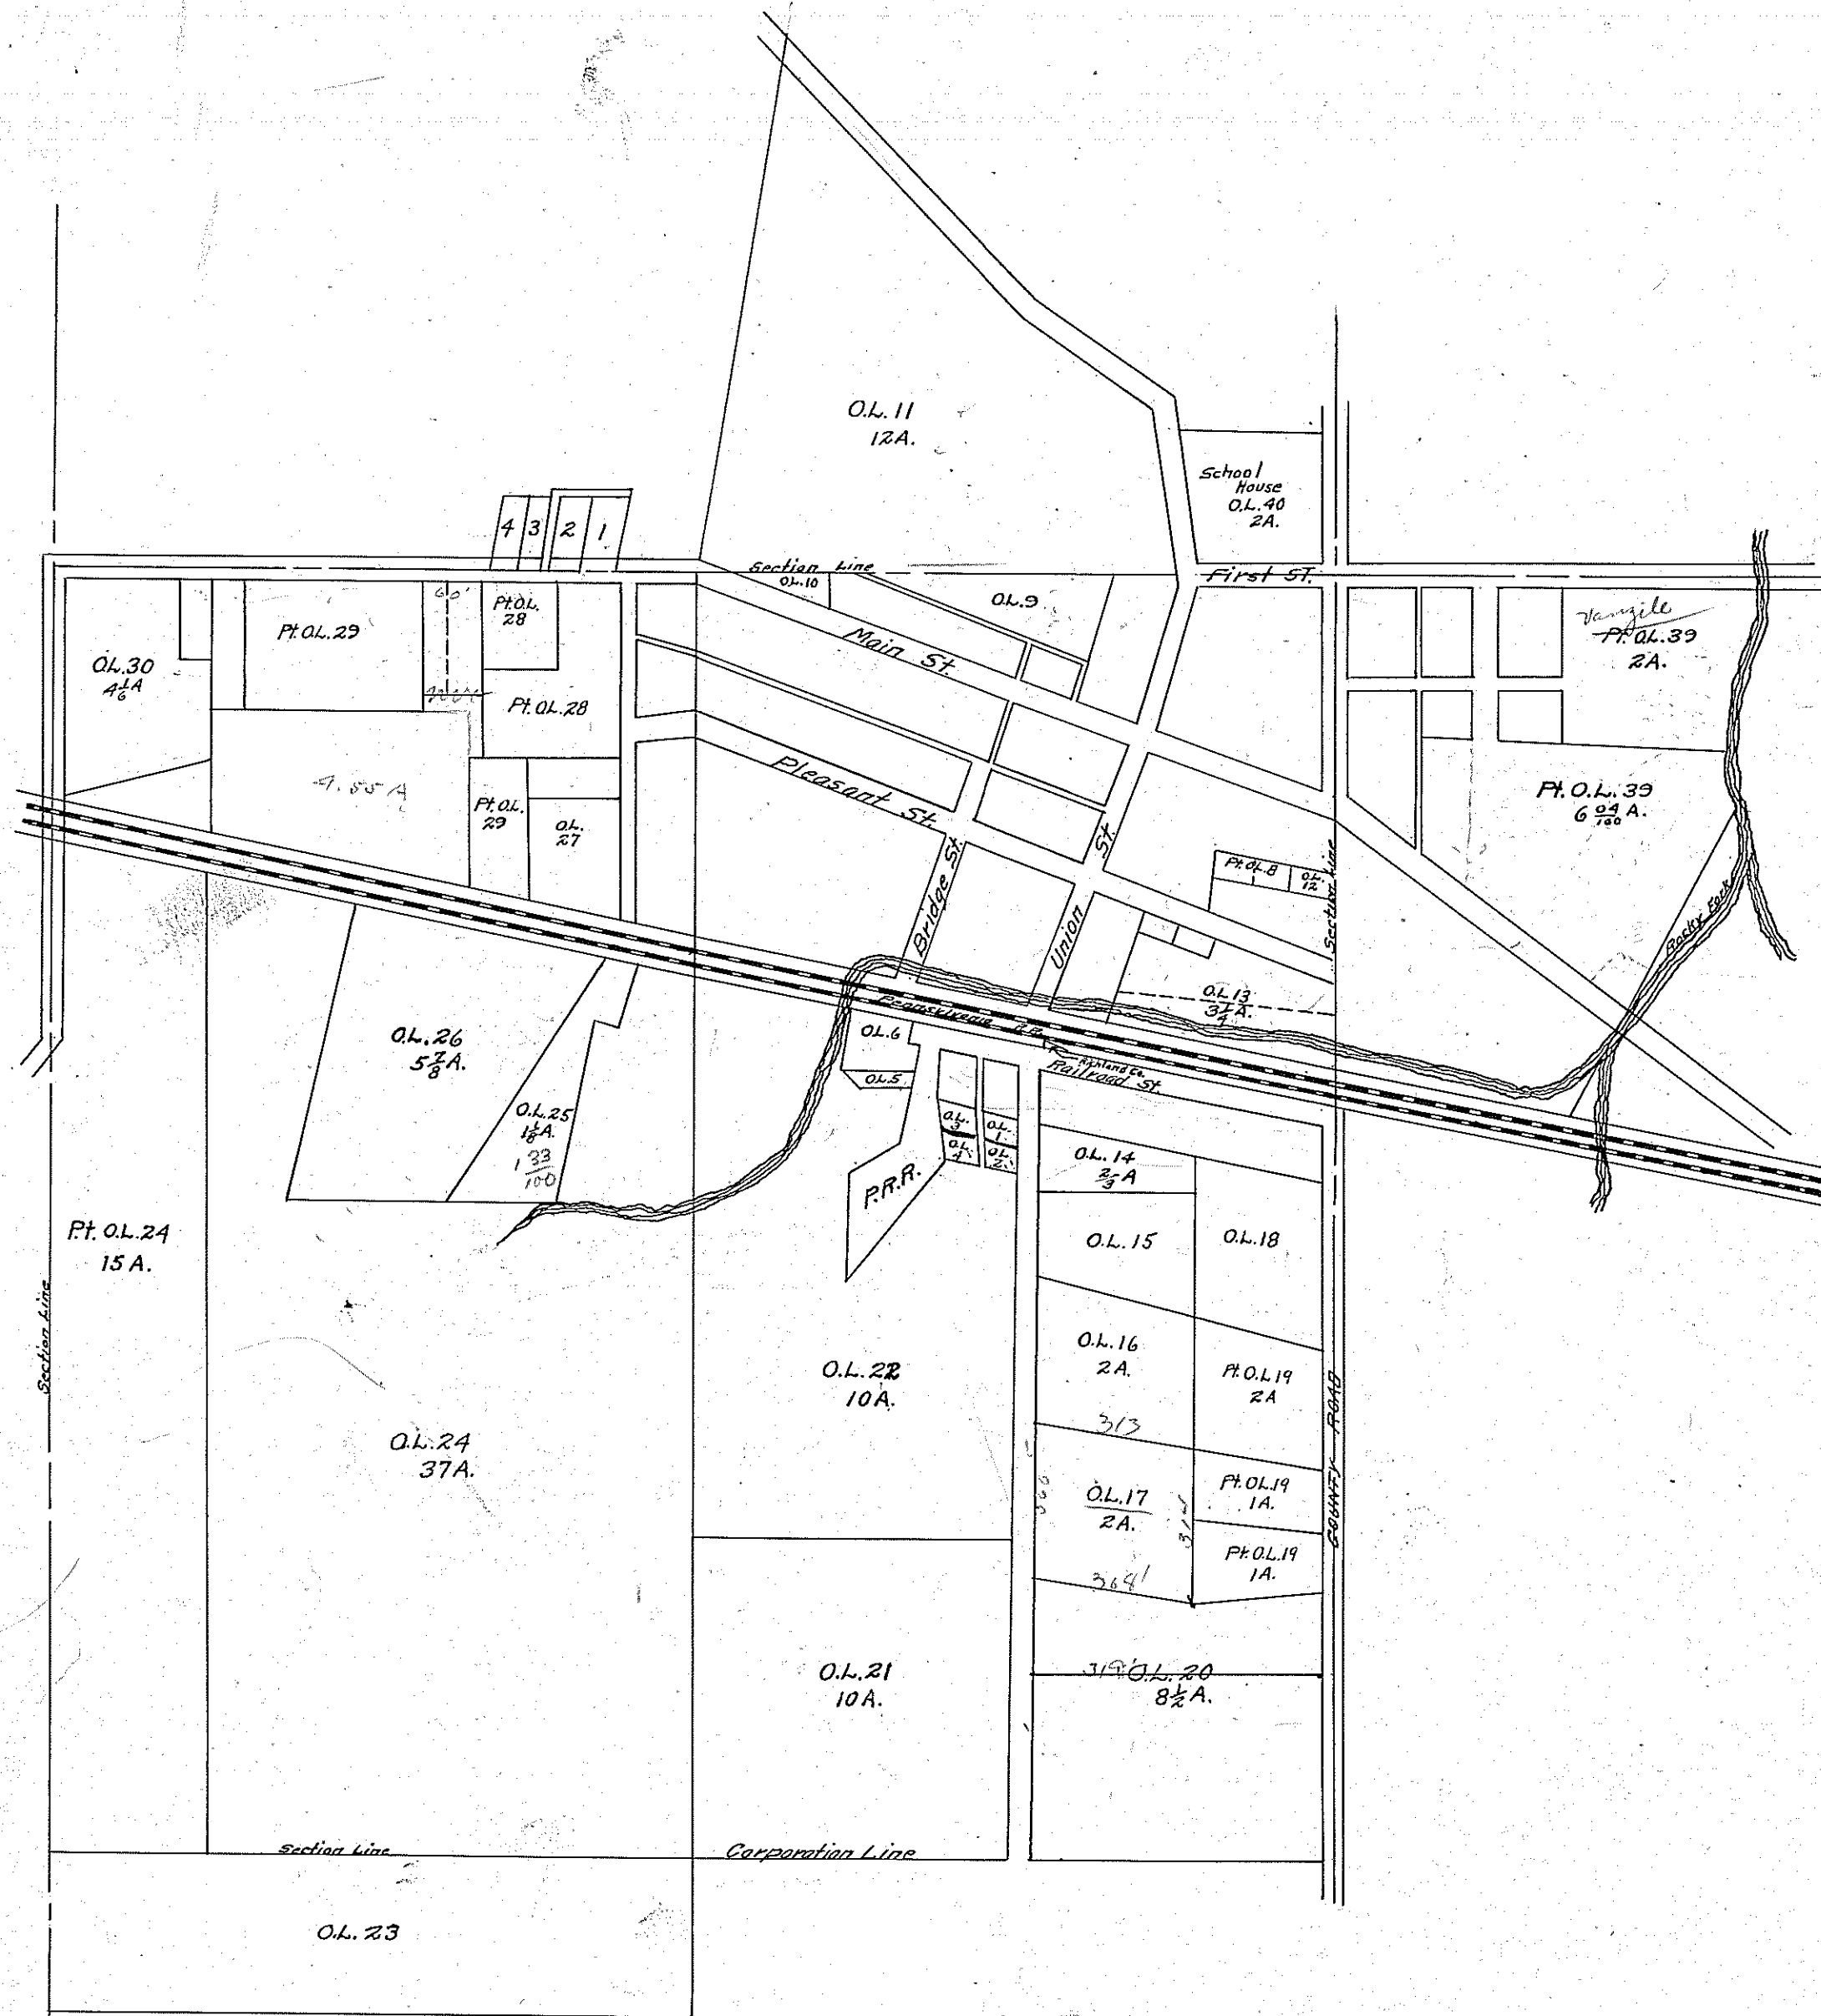 O.L. 11
12A.
School
House
O.L. 40
2A.
4
3
2
1
Section Line
O.L. 10
First ST.
O.L. 9
60'
Pt. O.L.
28
Pt. O.L. 29
Vanzile
Pt. O.L. 39
2A.
O.L. 30
4 1/6 A
Main St.
Pt. O.L. 28
4.55 A
Pleasant St.
Pt. O.L.
29
O.L.
27
Pt. O.L. 39
6 04/100 A.
Bridge St.
Union St.
Pt. O.L. 8
O.L.
12
Section Line
Rocky Fork
O.L. 13
3 1/4 A.
Pennsylvania R.R.
O.L. 6
O.L. 5
Richland Co.
Railroad St.
O.L. 26
5 7/8 A.
O.L. 25
1 1/8 A.
1 33/100
O.L.
3
O.L.
1
O.L.
4
O.L.
2
P.R.R.
O.L. 14
2/3 A
Pt. O.L. 24
15 A.
O.L. 15
O.L. 18
Section Line
O.L. 16
2A.
Pt. O.L. 19
2A
313
COUNTY ROAD
O.L. 22
10A.
O.L. 24
37A.
O.L. 17
2A.
Pt. O.L. 19
1A.
Pt. O.L. 19
1A.
O.L. 21
10A.
O.L. 20
8 1/2 A.
Section Line
Corporation Line
O.L. 23